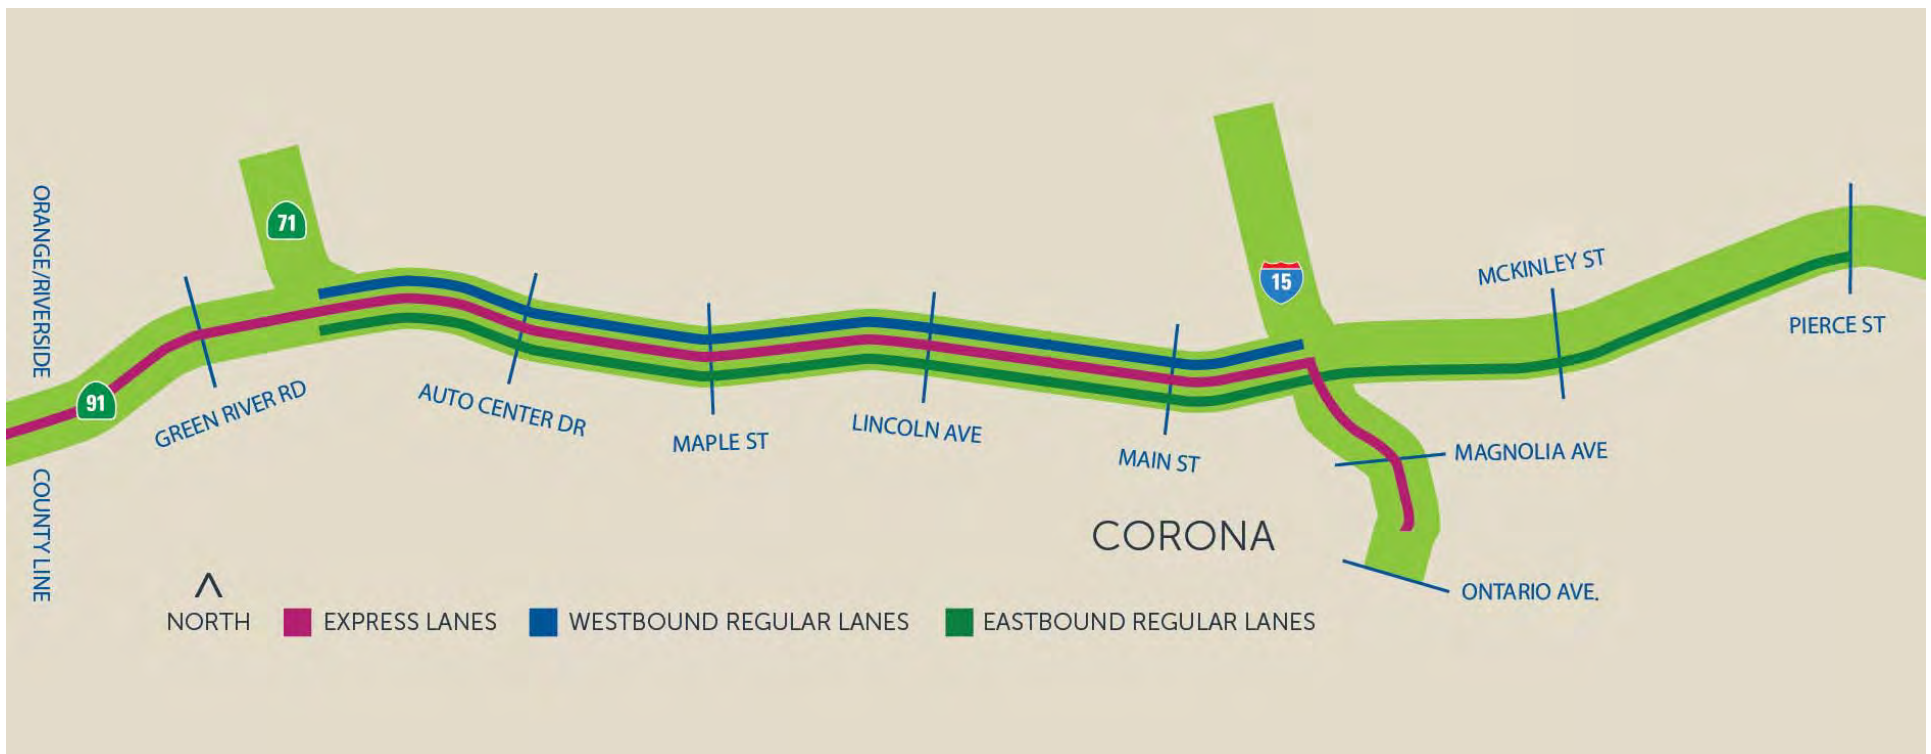 ORANGE/RIVERSIDE
COUNTY LINE
91
71
GREEN RIVER RD
AUTO CENTER DR
MAPLE ST
LINCOLN AVE
MAIN ST
15
MCKINLEY ST
PIERCE ST
MAGNOLIA AVE
CORONA
ONTARIO AVE.
NORTH
EXPRESS LANES
WESTBOUND REGULAR LANES
EASTBOUND REGULAR LANES